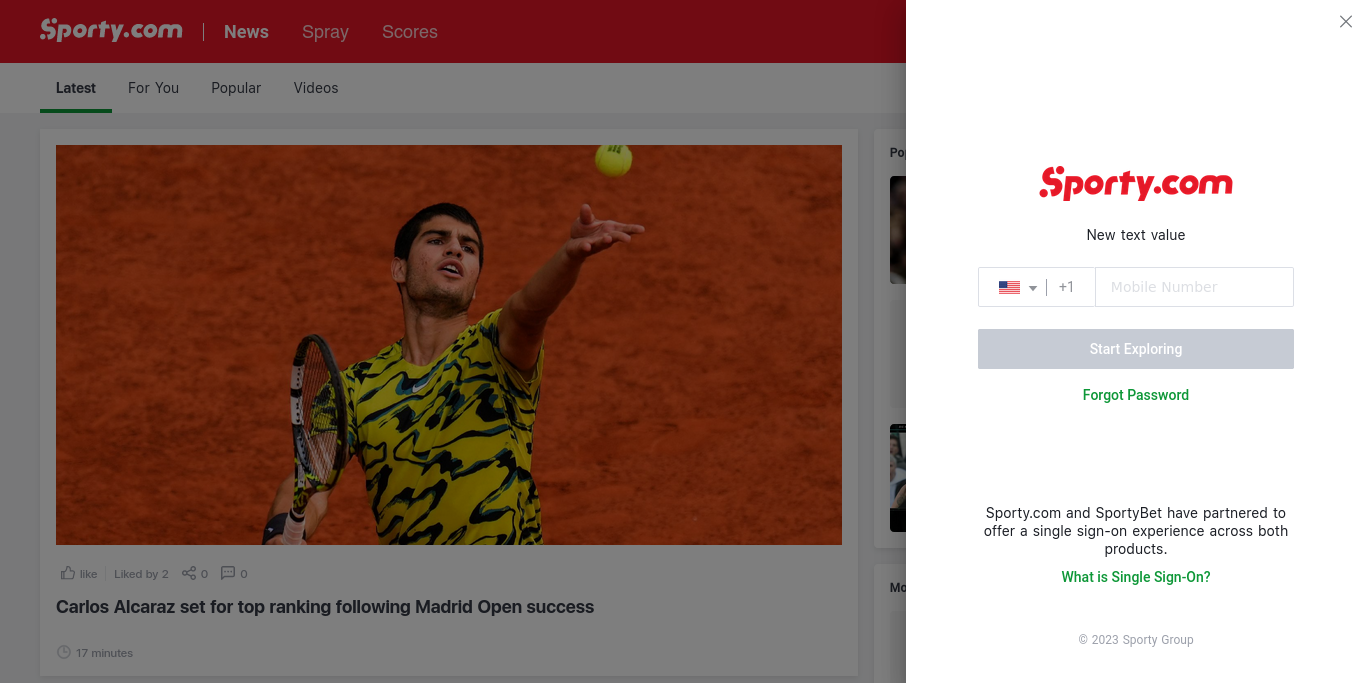 Sporty.com
News
Spray
Scores
Latest
For You
Popular
Videos
like
Liked by 2
0
0
Carlos Alcaraz set for top ranking following Madrid Open success
17 minutes
Sporty.com
New text value
+1
Mobile Number
Start Exploring
Forgot Password
Sporty.com and SportyBet have partnered to
offer a single sign-on experience across both
products.
What is Single Sign-On?
© 2023 Sporty Group